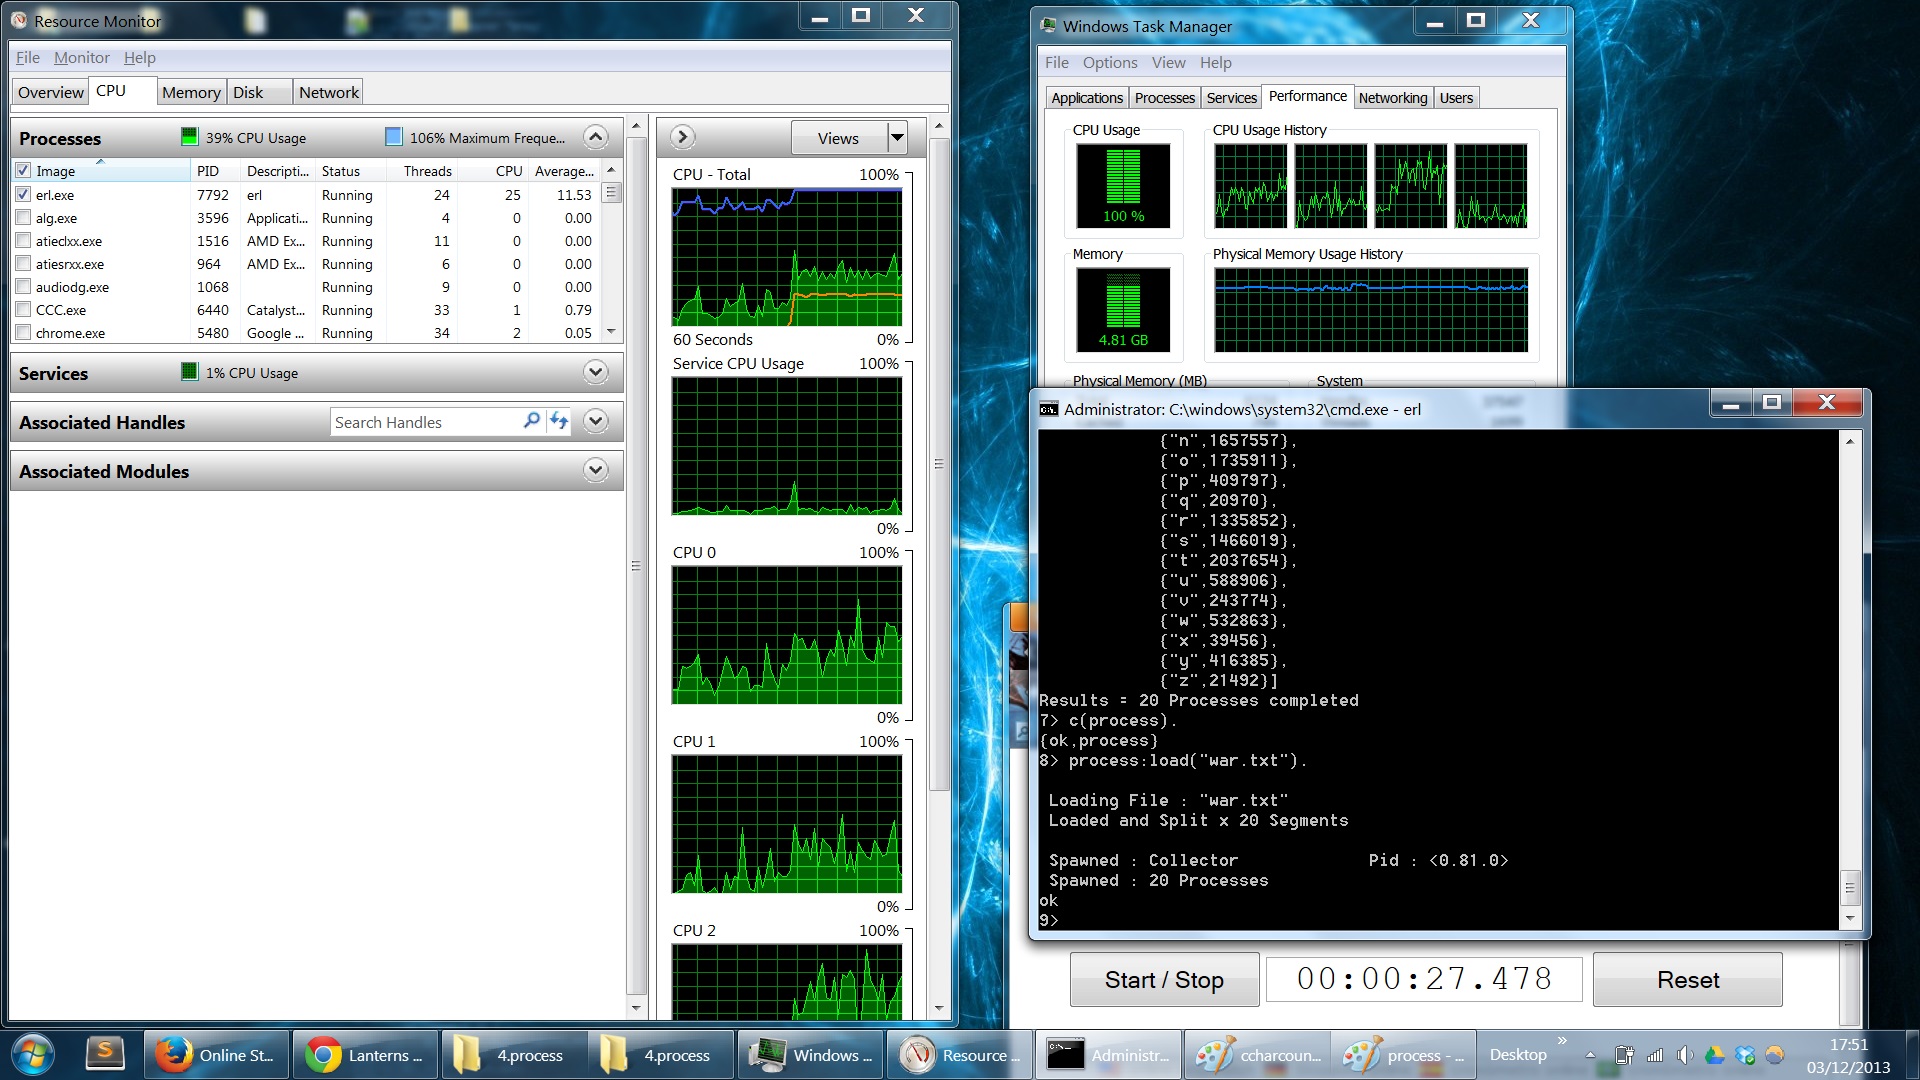 Resource Monitor
File Monitor Help
Overview CPU Memory Disk Network
Processes 39% CPU Usage 106% Maximum Freque...
Image PID Descripti... Status Threads CPU Average...
erl.exe 7792 erl Running 24 25 11.53
alg.exe 3596 Applicati... Running 4 0 0.00
atieclxx.exe 1516 AMD Ex... Running 11 0 0.00
atiesrxx.exe 964 AMD Ex... Running 6 0 0.00
audiodg.exe 1068 Running 9 0 0.00
CCC.exe 6440 Catalyst... Running 33 1 0.79
chrome.exe 5480 Google ... Running 34 2 0.05
Services 1% CPU Usage
Associated Handles Search Handles
Associated Modules
Views
CPU - Total 100%
60 Seconds 0%
Service CPU Usage 100%
0%
CPU 0 100%
0%
CPU 1 100%
0%
CPU 2 100%
Windows Task Manager
File Options View Help
Applications Processes Services Performance Networking Users
CPU Usage CPU Usage History
100 %
Memory Physical Memory Usage History
4.81 GB
Physical Memory (MB) System
Administrator: C:\windows\system32\cmd.exe - erl
{"n",1657557},
{"o",1735911},
{"p",409797},
{"q",20970},
{"r",1335852},
{"s",1466019},
{"t",2037654},
{"u",588906},
{"v",243774},
{"w",532863},
{"x",39456},
{"y",416385},
{"z",21492}]
Results = 20 Processes completed
7> c(process).
{ok,process}
8> process:load("war.txt").
Loading File : "war.txt"
Loaded and Split x 20 Segments
Spawned : Collector Pid : <0.81.0>
Spawned : 20 Processes
ok
9>
Start / Stop 00:00:27.478 Reset
Online St... Lanterns ... 4.process 4.process Windows ... Resource ... Administr... ccharcoun... process - ... Desktop » 17:51
03/12/2013